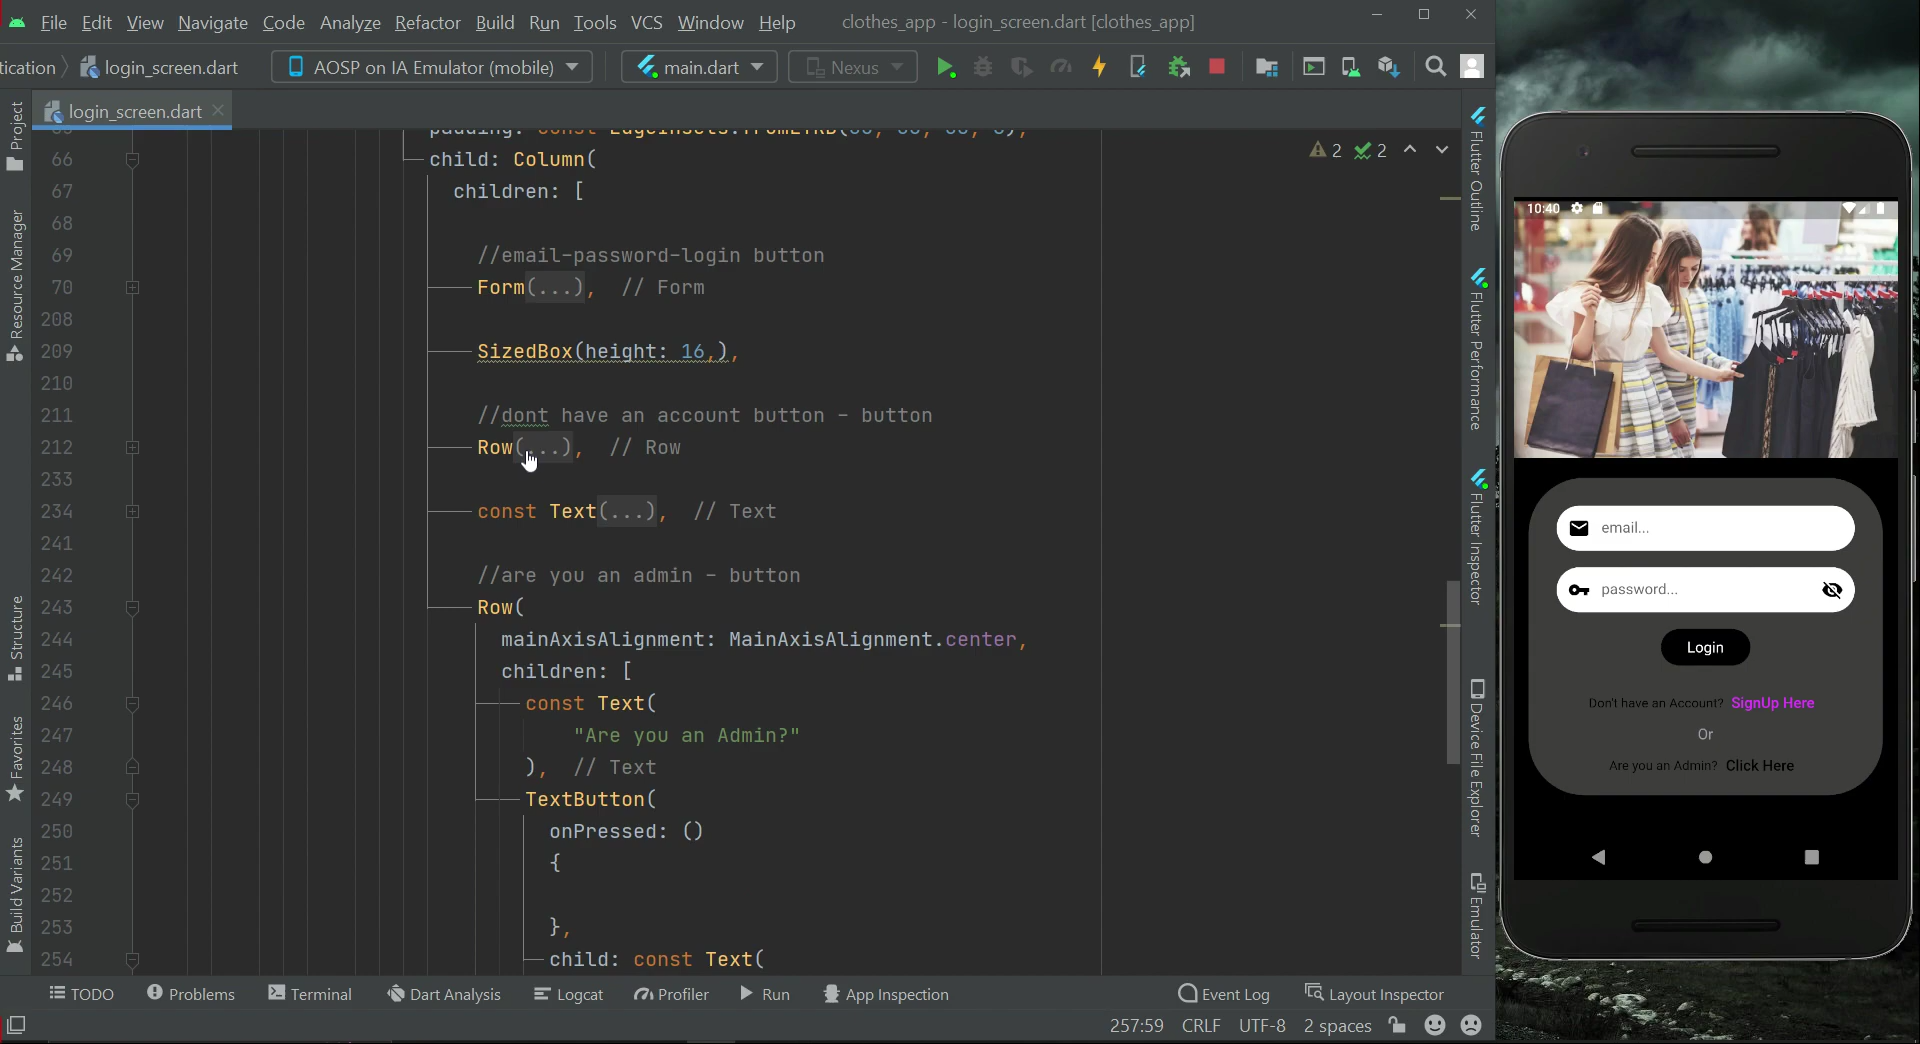 File Edit View Navigate Code Analyze Refactor Build Run Tools VCS Window Help clothes_app - login_screen.dart [clothes_app]
ication login_screen.dart AOSP on IA Emulator (mobile) main.dart Nexus
login_screen.dart
66 child: Column(
67 children: [
68
69 //email-password-login button
70 Form(...), // Form
208
209 SizedBox(height: 16,),
210
211 //dont have an account button - button
212 Row(...), // Row
233
234 const Text(...), // Text
241
242 //are you an admin - button
243 Row(
244 mainAxisAlignment: MainAxisAlignment.center,
245 children: [
246 const Text(
247 "Are you an Admin?"
248 ), // Text
249 TextButton(
250 onPressed: ()
251 {
252
253 },
254 child: const Text(
2 2
Project
Resource Manager
Structure
Favorites
Build Variants
Flutter Outline
Flutter Performance
Flutter Inspector
Device File Explorer
Emulator
TODO Problems Terminal Dart Analysis Logcat Profiler Run App Inspection Event Log Layout Inspector
257:59 CRLF UTF-8 2 spaces
10:40
email...
password...
Login
Don't have an Account? SignUp Here
Or
Are you an Admin? Click Here